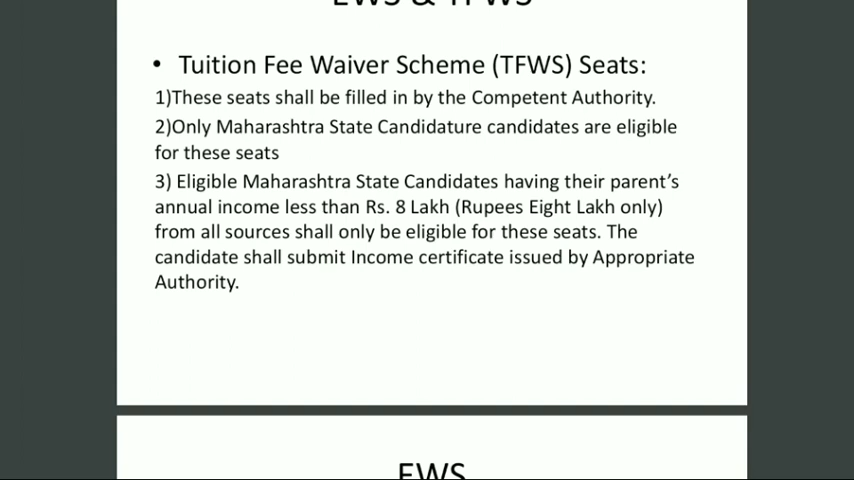 EWS & TFWS
• Tuition Fee Waiver Scheme (TFWS) Seats:
1)These seats shall be filled in by the Competent Authority.
2)Only Maharashtra State Candidature candidates are eligible
for these seats
3) Eligible Maharashtra State Candidates having their parent’s
annual income less than Rs. 8 Lakh (Rupees Eight Lakh only)
from all sources shall only be eligible for these seats. The
candidate shall submit Income certificate issued by Appropriate
Authority.
EWS